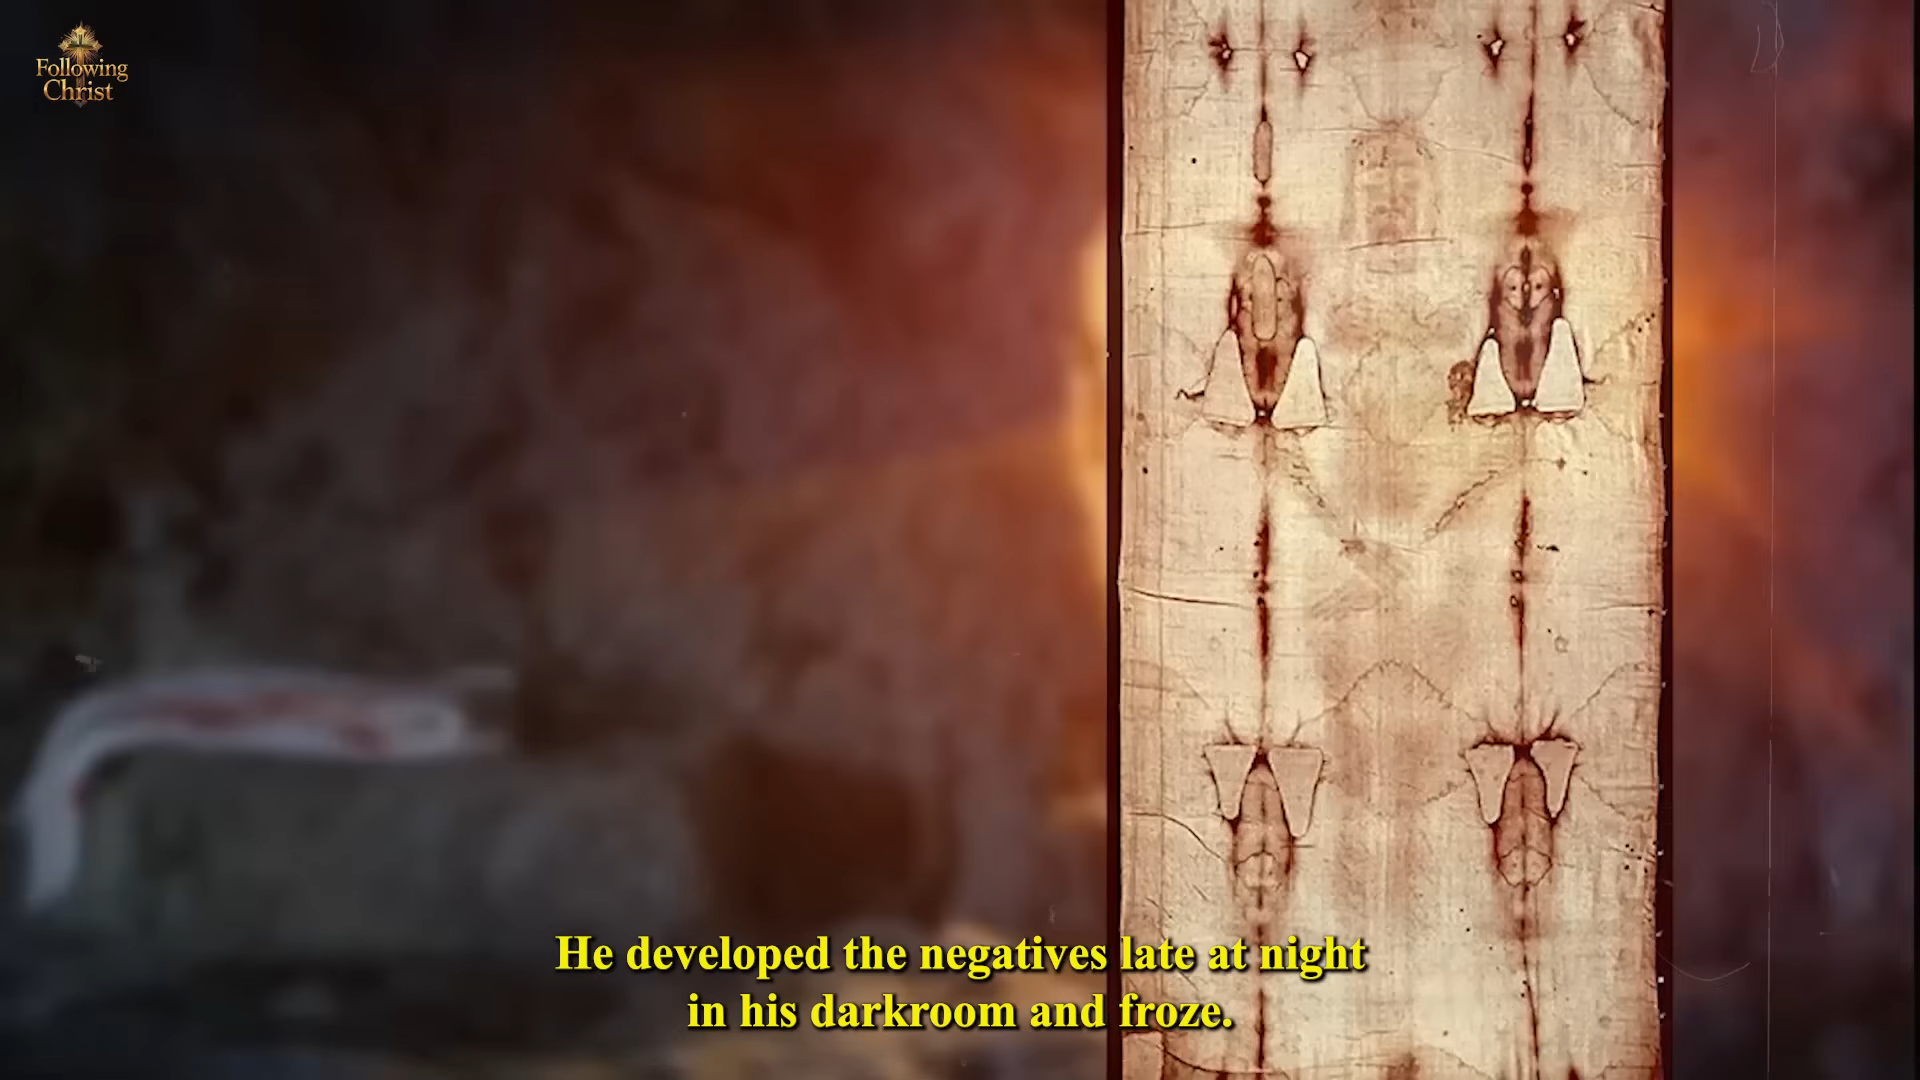 Following
Christ
He developed the negatives late at night
in his darkroom and froze.